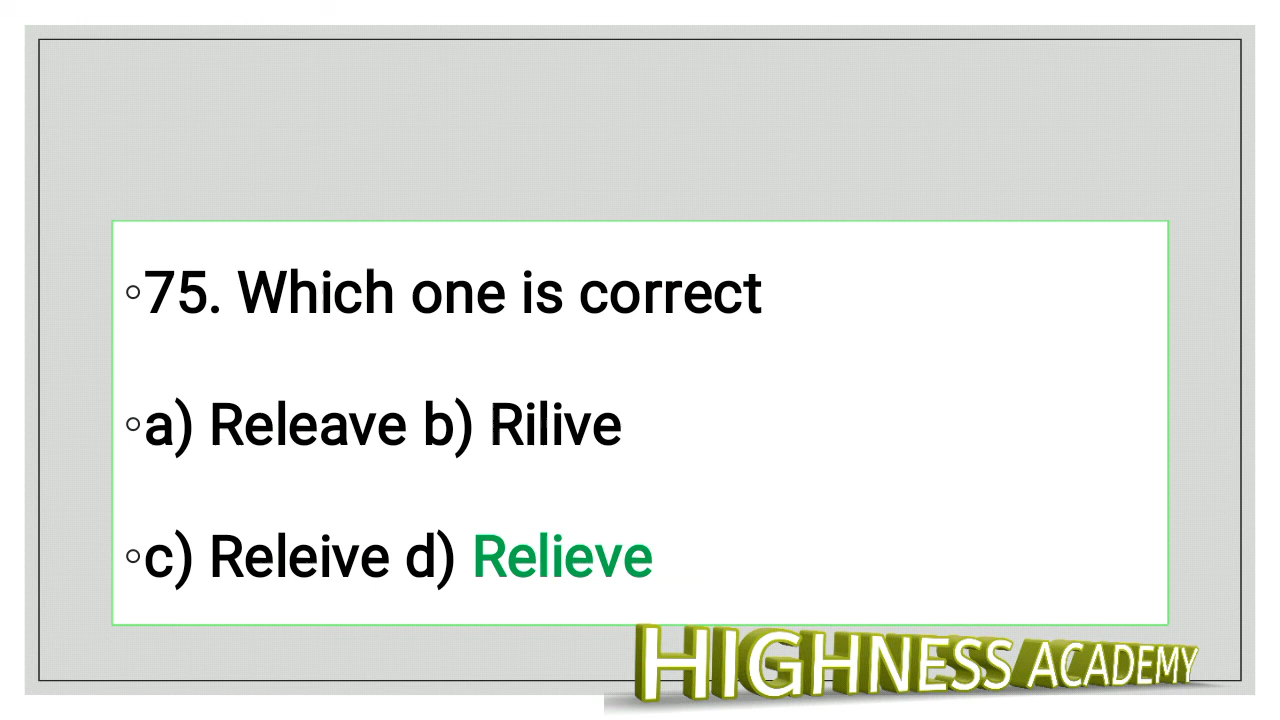 ◦75. Which one is correct
◦a) Releave b) Rilive
◦c) Releive d) Relieve
HIGHNESS ACADEMY